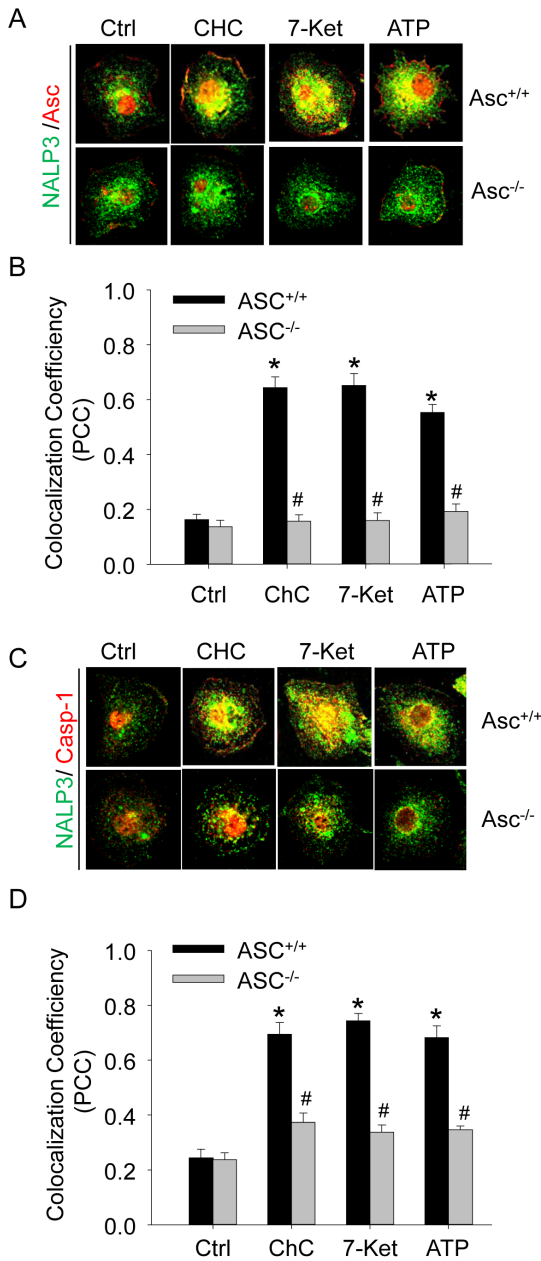 A
Ctrl CHC 7-Ket ATP
NALP3 /Asc
Asc+/+
Asc-/-
B
Colocalization Coefficiency
(PCC)
1.0
0.8
0.6
0.4
0.2
0.0
ASC+/+
ASC-/-
* * *
# # #
Ctrl ChC 7-Ket ATP
C
Ctrl CHC 7-Ket ATP
NALP3/ Casp-1
Asc+/+
Asc-/-
D
Colocalization Coefficiency
(PCC)
1.0
0.8
0.6
0.4
0.2
0.0
ASC+/+
ASC-/-
* * *
# # #
Ctrl ChC 7-Ket ATP